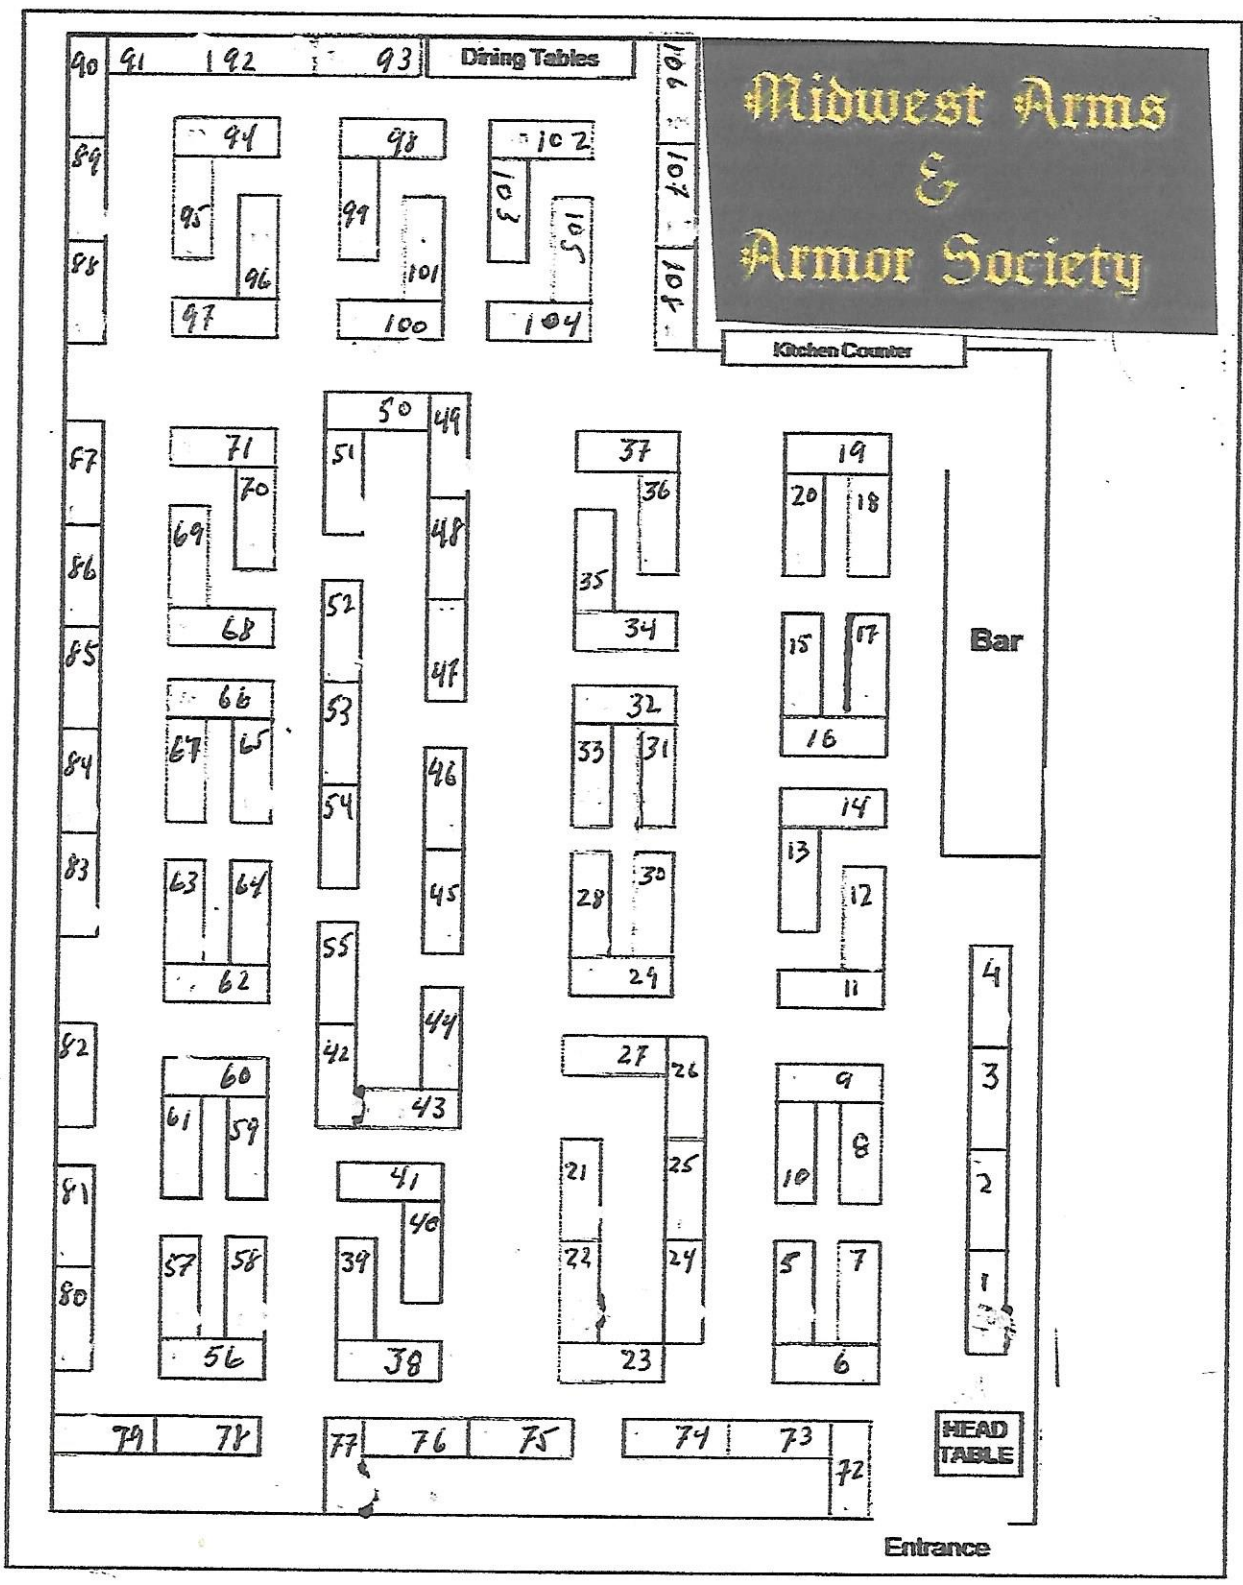 90 91 92 93 Dining Tables 106
Midwest Arms
&
Armor Society
94 98 102
89 107
95 99 103 105
88 96 101 108
97 100 104
Kitchen Counter
50 49
71 51 37 19
87 70 36 20 18
69 48
86 35
52
68 34 15 17 Bar
85 47
66 53 32
67 65 33 31 16
84 46
54 14
13
83 63 64 45 28 30 12
55
62 29 11 4
82 42 44 27 26
60 43 9 3
61 59
8
81 41 21 25 10 2
40
57 58 39 22 24 5 7
80 1
56 38 23 6
79 78 77 76 75 74 73 HEAD
TABLE
72
Entrance